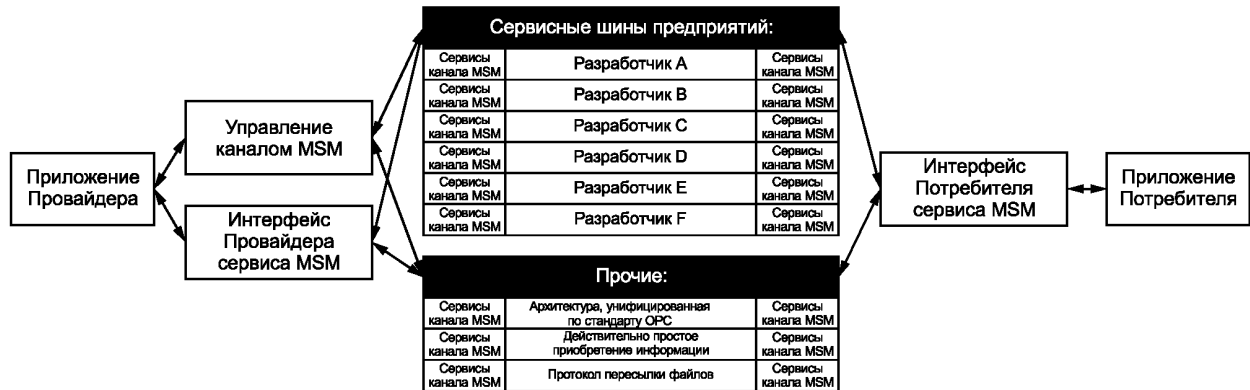 Приложение
Провайдера
Управление
каналом MSM
Интерфейс
Провайдера
сервиса MSM
Сервисные шины предприятий:
Сервисы
канала MSM
Разработчик A
Сервисы
канала MSM
Сервисы
канала MSM
Разработчик B
Сервисы
канала MSM
Сервисы
канала MSM
Разработчик C
Сервисы
канала MSM
Сервисы
канала MSM
Разработчик D
Сервисы
канала MSM
Сервисы
канала MSM
Разработчик E
Сервисы
канала MSM
Сервисы
канала MSM
Разработчик F
Сервисы
канала MSM
Прочие:
Сервисы
канала MSM
Архитектура, унифицированная
по стандарту OPC
Сервисы
канала MSM
Сервисы
канала MSM
Действительно простое
приобретение информации
Сервисы
канала MSM
Сервисы
канала MSM
Протокол пересылки файлов
Сервисы
канала MSM
Интерфейс
Потребителя
сервиса MSM
Приложение
Потребителя